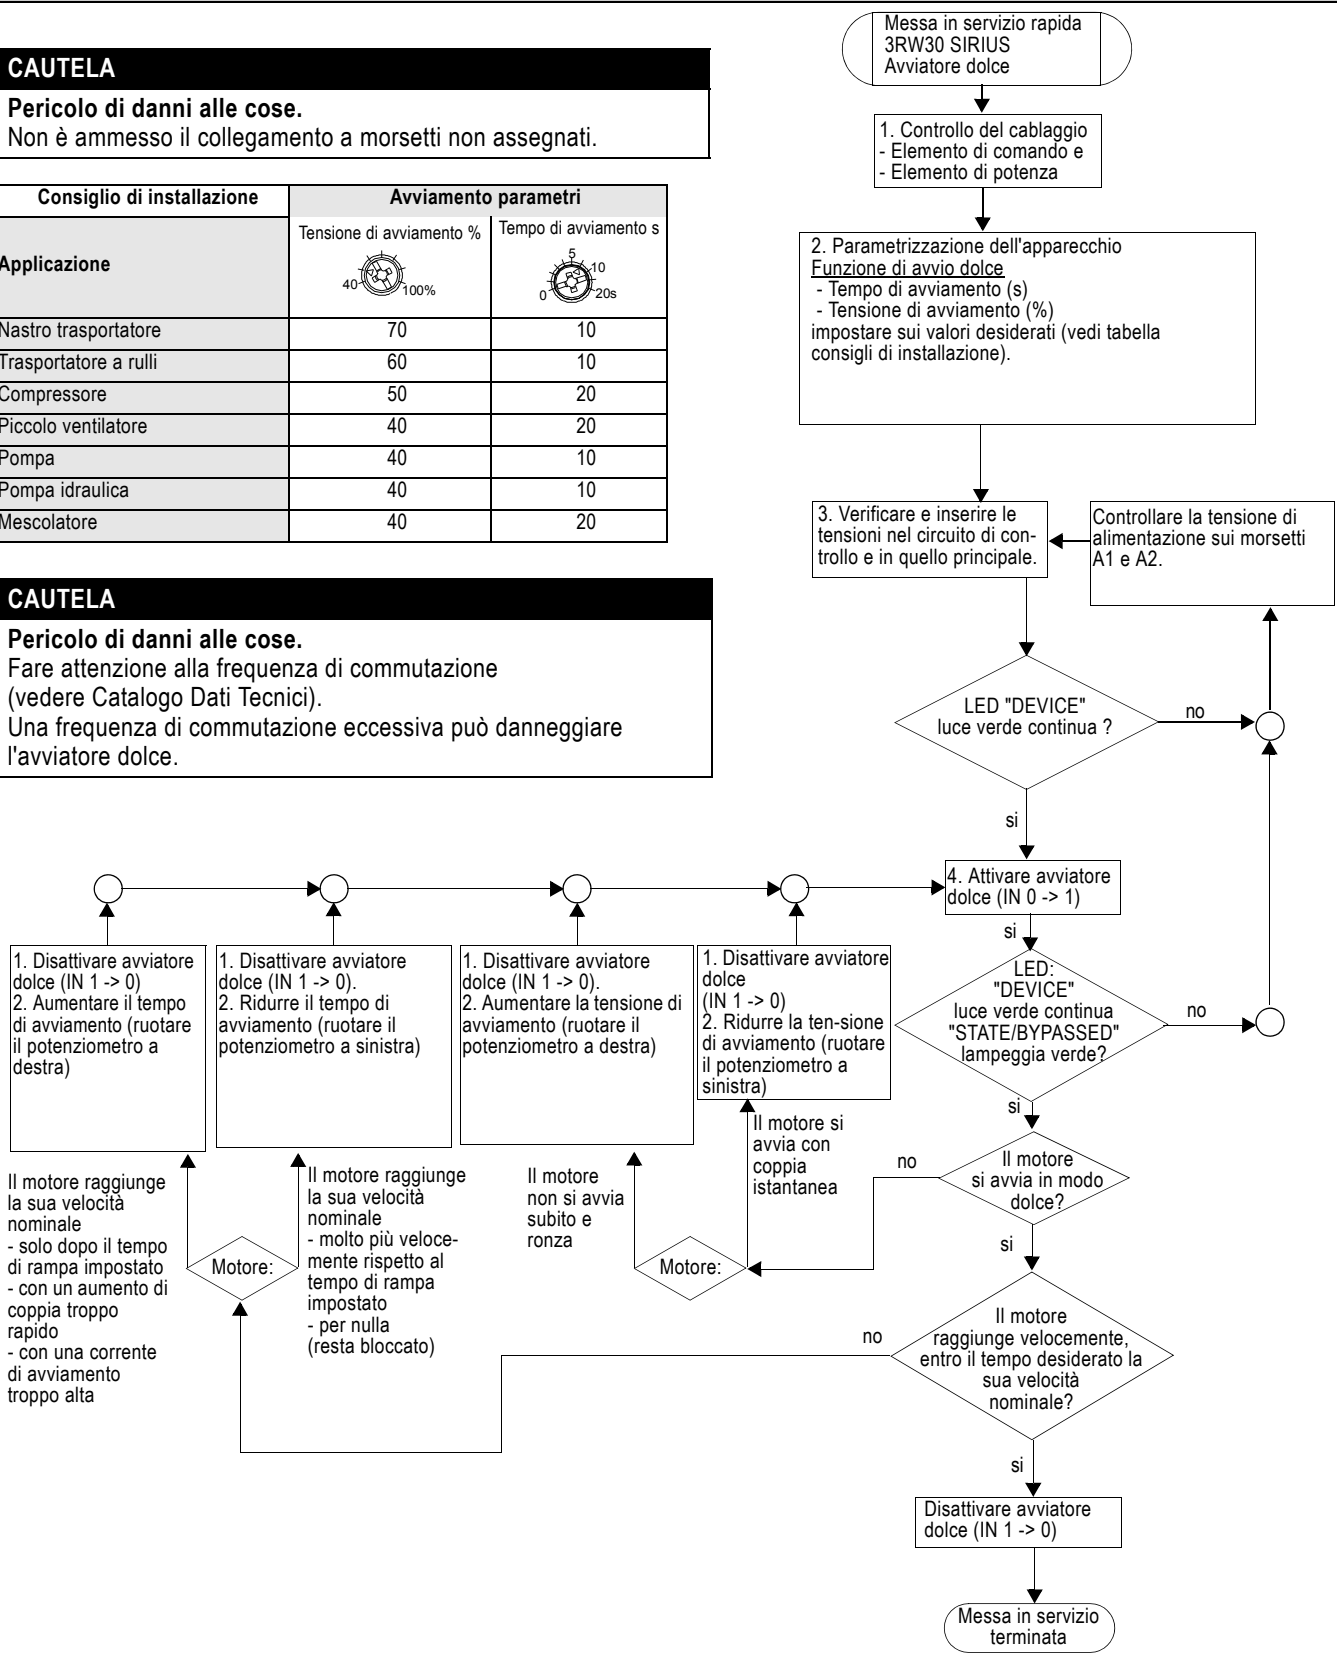 CAUTELA
Pericolo di danni alle cose.
Non è ammesso il collegamento a morsetti non assegnati.
Consiglio di installazione
Avviamento parametri
Applicazione
Tensione di avviamento %
40
100%
Tempo di avviamento s
5
10
0
20s
Nastro trasportatore 70 10
Trasportatore a rulli 60 10
Compressore 50 20
Piccolo ventilatore 40 20
Pompa 40 10
Pompa idraulica 40 10
Mescolatore 40 20
CAUTELA
Pericolo di danni alle cose.
Fare attenzione alla frequenza di commutazione
(vedere Catalogo Dati Tecnici).
Una frequenza di commutazione eccessiva può danneggiare
l'avviatore dolce.
Messa in servizio rapida
3RW30 SIRIUS
Avviatore dolce
1. Controllo del cablaggio
- Elemento di comando e
- Elemento di potenza
2. Parametrizzazione dell'apparecchio
Funzione di avvio dolce
- Tempo di avviamento (s)
- Tensione di avviamento (%)
impostare sui valori desiderati (vedi tabella
consigli di installazione).
3. Verificare e inserire le
tensioni nel circuito di con-
trollo e in quello principale.
Controllare la tensione di
alimentazione sui morsetti
A1 e A2.
LED "DEVICE"
luce verde continua ?
no
si
4. Attivare avviatore
dolce (IN 0 -> 1)
si
LED:
"DEVICE"
luce verde continua
"STATE/BYPASSED"
lampeggia verde?
no
si
1. Disattivare avviatore
dolce (IN 1 -> 0)
2. Aumentare il tempo
di avviamento (ruotare
il potenziometro a
destra)
1. Disattivare avviatore
dolce (IN 1 -> 0).
2. Ridurre il tempo di
avviamento (ruotare il
potenziometro a sinistra)
1. Disattivare avviatore
dolce (IN 1 -> 0).
2. Aumentare la tensione di
avviamento (ruotare il
potenziometro a destra)
1. Disattivare avviatore
dolce
(IN 1 -> 0)
2. Ridurre la ten-sione
di avviamento (ruotare
il potenziometro a
sinistra)
Il motore raggiunge
la sua velocità
nominale
- solo dopo il tempo
di rampa impostato
- con un aumento di
coppia troppo
rapido
- con una corrente
di avviamento
troppo alta
Motore:
Il motore raggiunge
la sua velocità
nominale
- molto più veloce-
mente rispetto al
tempo di rampa
impostato
- per nulla
(resta bloccato)
Il motore
non si avvia
subito e
ronza
Motore:
Il motore si
avvia con
coppia
istantanea
no
Il motore
si avvia in modo
dolce?
si
no
Il motore
raggiunge velocemente,
entro il tempo desiderato la
sua velocità
nominale?
si
Disattivare avviatore
dolce (IN 1 -> 0)
Messa in servizio
terminata